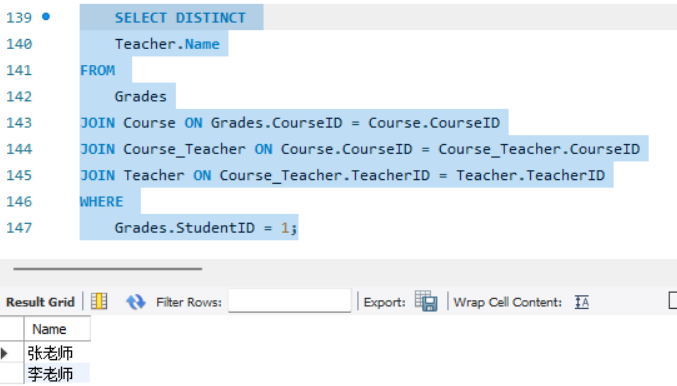 139 SELECT DISTINCT
140 Teacher.Name
141 FROM
142 Grades
143 JOIN Course ON Grades.CourseID = Course.CourseID
144 JOIN Course_Teacher ON Course.CourseID = Course_Teacher.CourseID
145 JOIN Teacher ON Course_Teacher.TeacherID = Teacher.TeacherID
146 WHERE
147 Grades.StudentID = 1;
Result Grid Filter Rows: Export: Wrap Cell Content:
Name
张老师
李老师